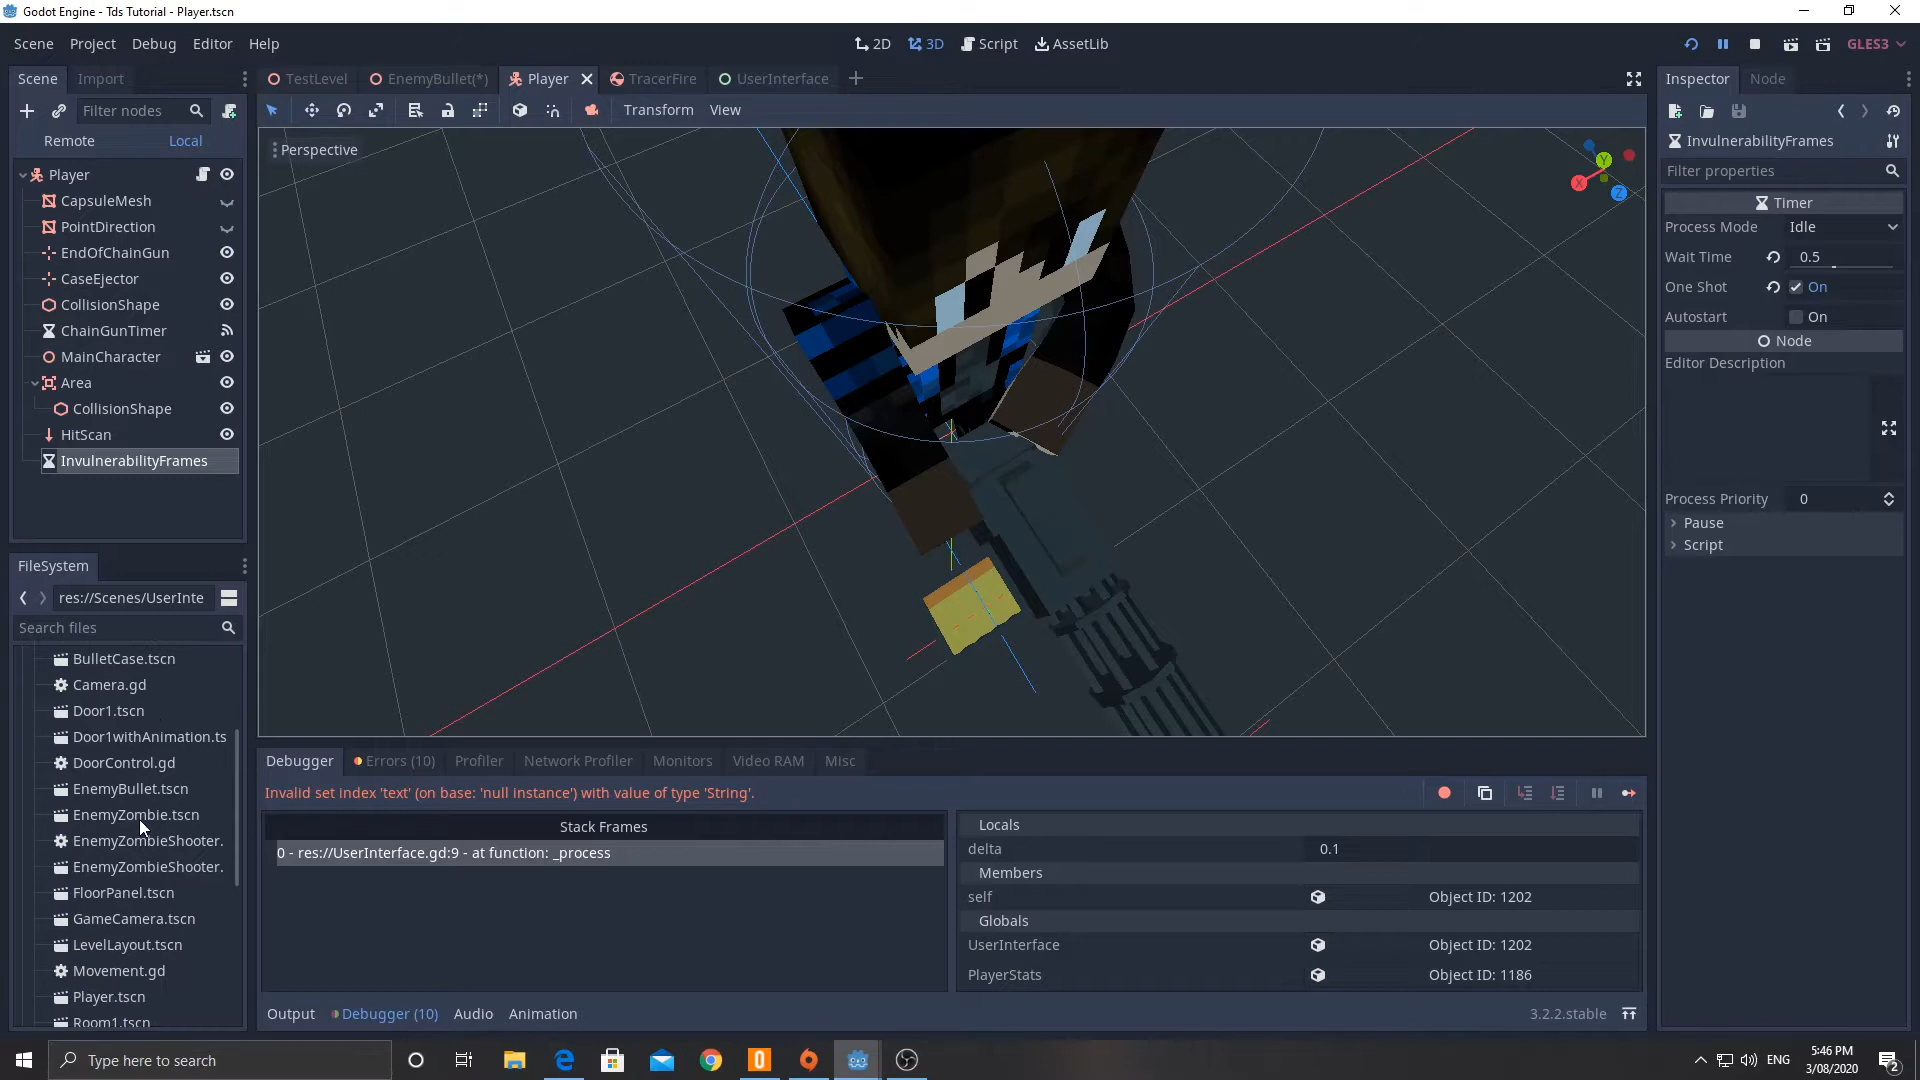 Godot Engine - Tds Tutorial - Player.tscn
Scene Project Debug Editor Help
2D 3D Script AssetLib
GLES3
Scene Import
TestLevel EnemyBullet(*) Player TracerFire UserInterface
Inspector Node
Filter nodes
Transform View
Remote Local
Perspective
Y
X
Z
InvulnerabilityFrames
Filter properties
Player
CapsuleMesh
PointDirection
EndOfChainGun
CaseEjector
CollisionShape
ChainGunTimer
MainCharacter
Area
CollisionShape
HitScan
InvulnerabilityFrames
Timer
Process Mode Idle
Wait Time 0.5
One Shot On
Autostart On
Node
Editor Description
Process Priority 0
Pause
Script
FileSystem
res://Scenes/UserInte
Search files
BulletCase.tscn
Camera.gd
Door1.tscn
Door1withAnimation.ts
DoorControl.gd
EnemyBullet.tscn
EnemyZombie.tscn
EnemyZombieShooter.
EnemyZombieShooter.
FloorPanel.tscn
GameCamera.tscn
LevelLayout.tscn
Movement.gd
Player.tscn
Room1.tscn
Debugger Errors (10) Profiler Network Profiler Monitors Video RAM Misc
Invalid set index 'text' (on base: 'null instance') with value of type 'String'.
Stack Frames
0 - res://UserInterface.gd:9 - at function: _process
Locals
delta 0.1
Members
self Object ID: 1202
Globals
UserInterface Object ID: 1202
PlayerStats Object ID: 1186
Output Debugger (10) Audio Animation
3.2.2.stable
Type here to search
ENG
5:46 PM
3/08/2020
2